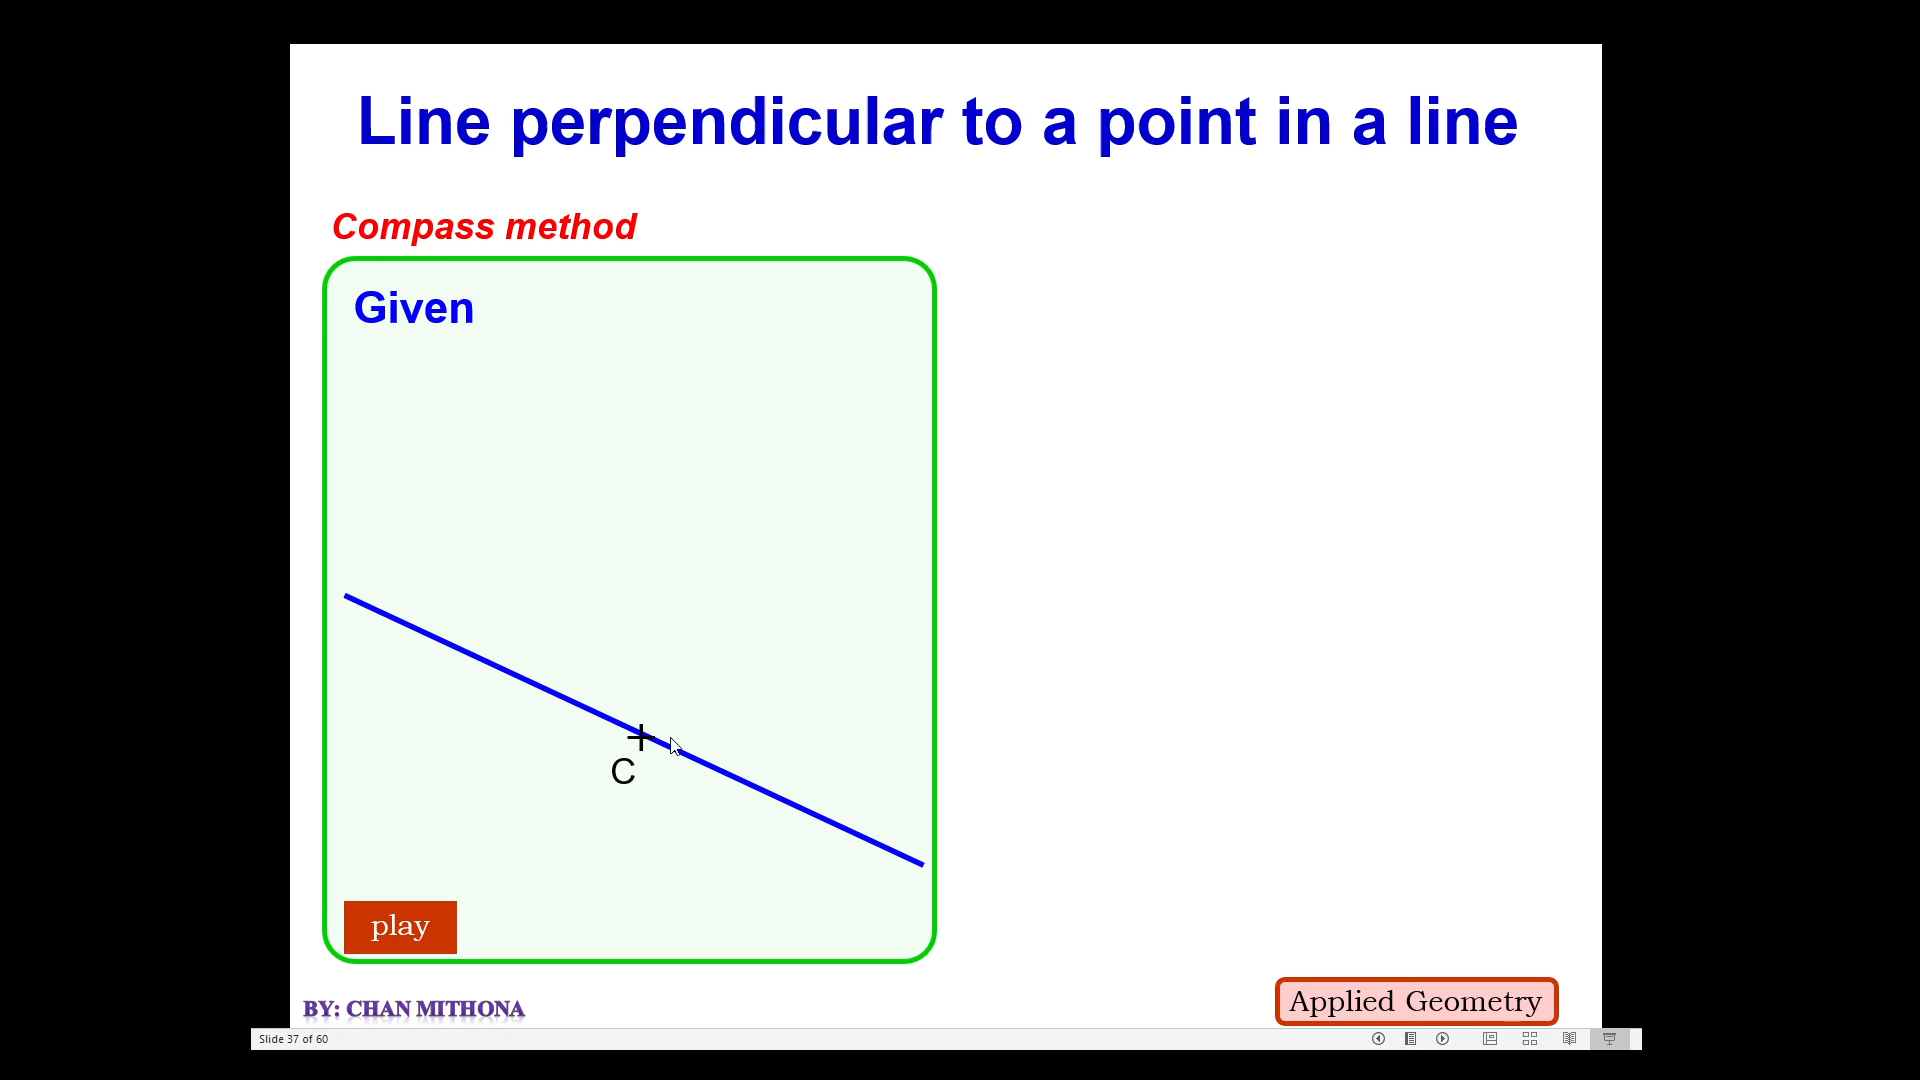 Line perpendicular to a point in a line
Compass method
Given
C
play
BY: CHAN MITHONA
Applied Geometry
Slide 37 of 60